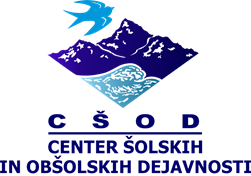 CŠOD
CENTER ŠOLSKIH
IN OBŠOLSKIH DEJAVNOSTI